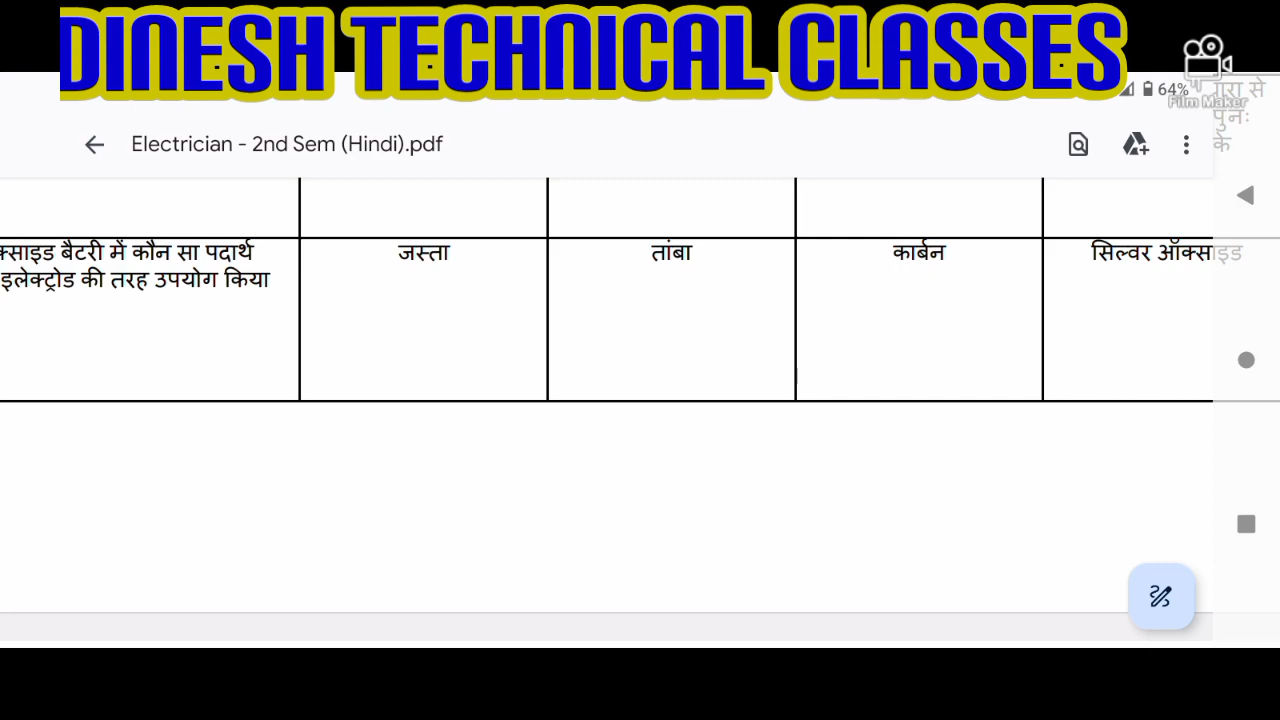 DINESH TECHNICAL CLASSES
64%
Film Maker
Electrician - 2nd Sem (Hindi).pdf
से
पुनः
के
बैटरी में कौन सा पदार्थ
इलेक्ट्रोड की तरह उपयोग किया
जस्ता
तांबा
कार्बन
सिल्वर ऑक्साइड